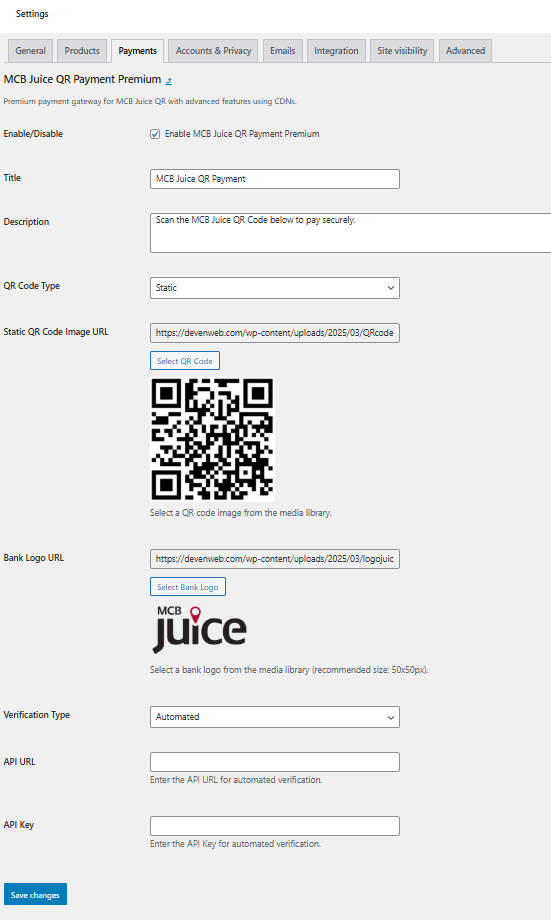 Settings
General
Products
Payments
Accounts & Privacy
Emails
Integration
Site visibility
Advanced
MCB Juice QR Payment Premium
Premium payment gateway for MCB Juice QR with advanced features using CDNs.
Enable/Disable
Enable MCB Juice QR Payment Premium
Title
MCB Juice QR Payment
Description
Scan the MCB Juice QR Code below to pay securely.
QR Code Type
Static
Static QR Code Image URL
https://devenweb.com/wp-content/uploads/2025/03/QRcode
Select QR Code
Select a QR code image from the media library.
Bank Logo URL
https://devenweb.com/wp-content/uploads/2025/03/logojuic
Select Bank Logo
MCB
juice
Select a bank logo from the media library (recommended size: 50x50px).
Verification Type
Automated
API URL
Enter the API URL for automated verification.
API Key
Enter the API Key for automated verification.
Save changes